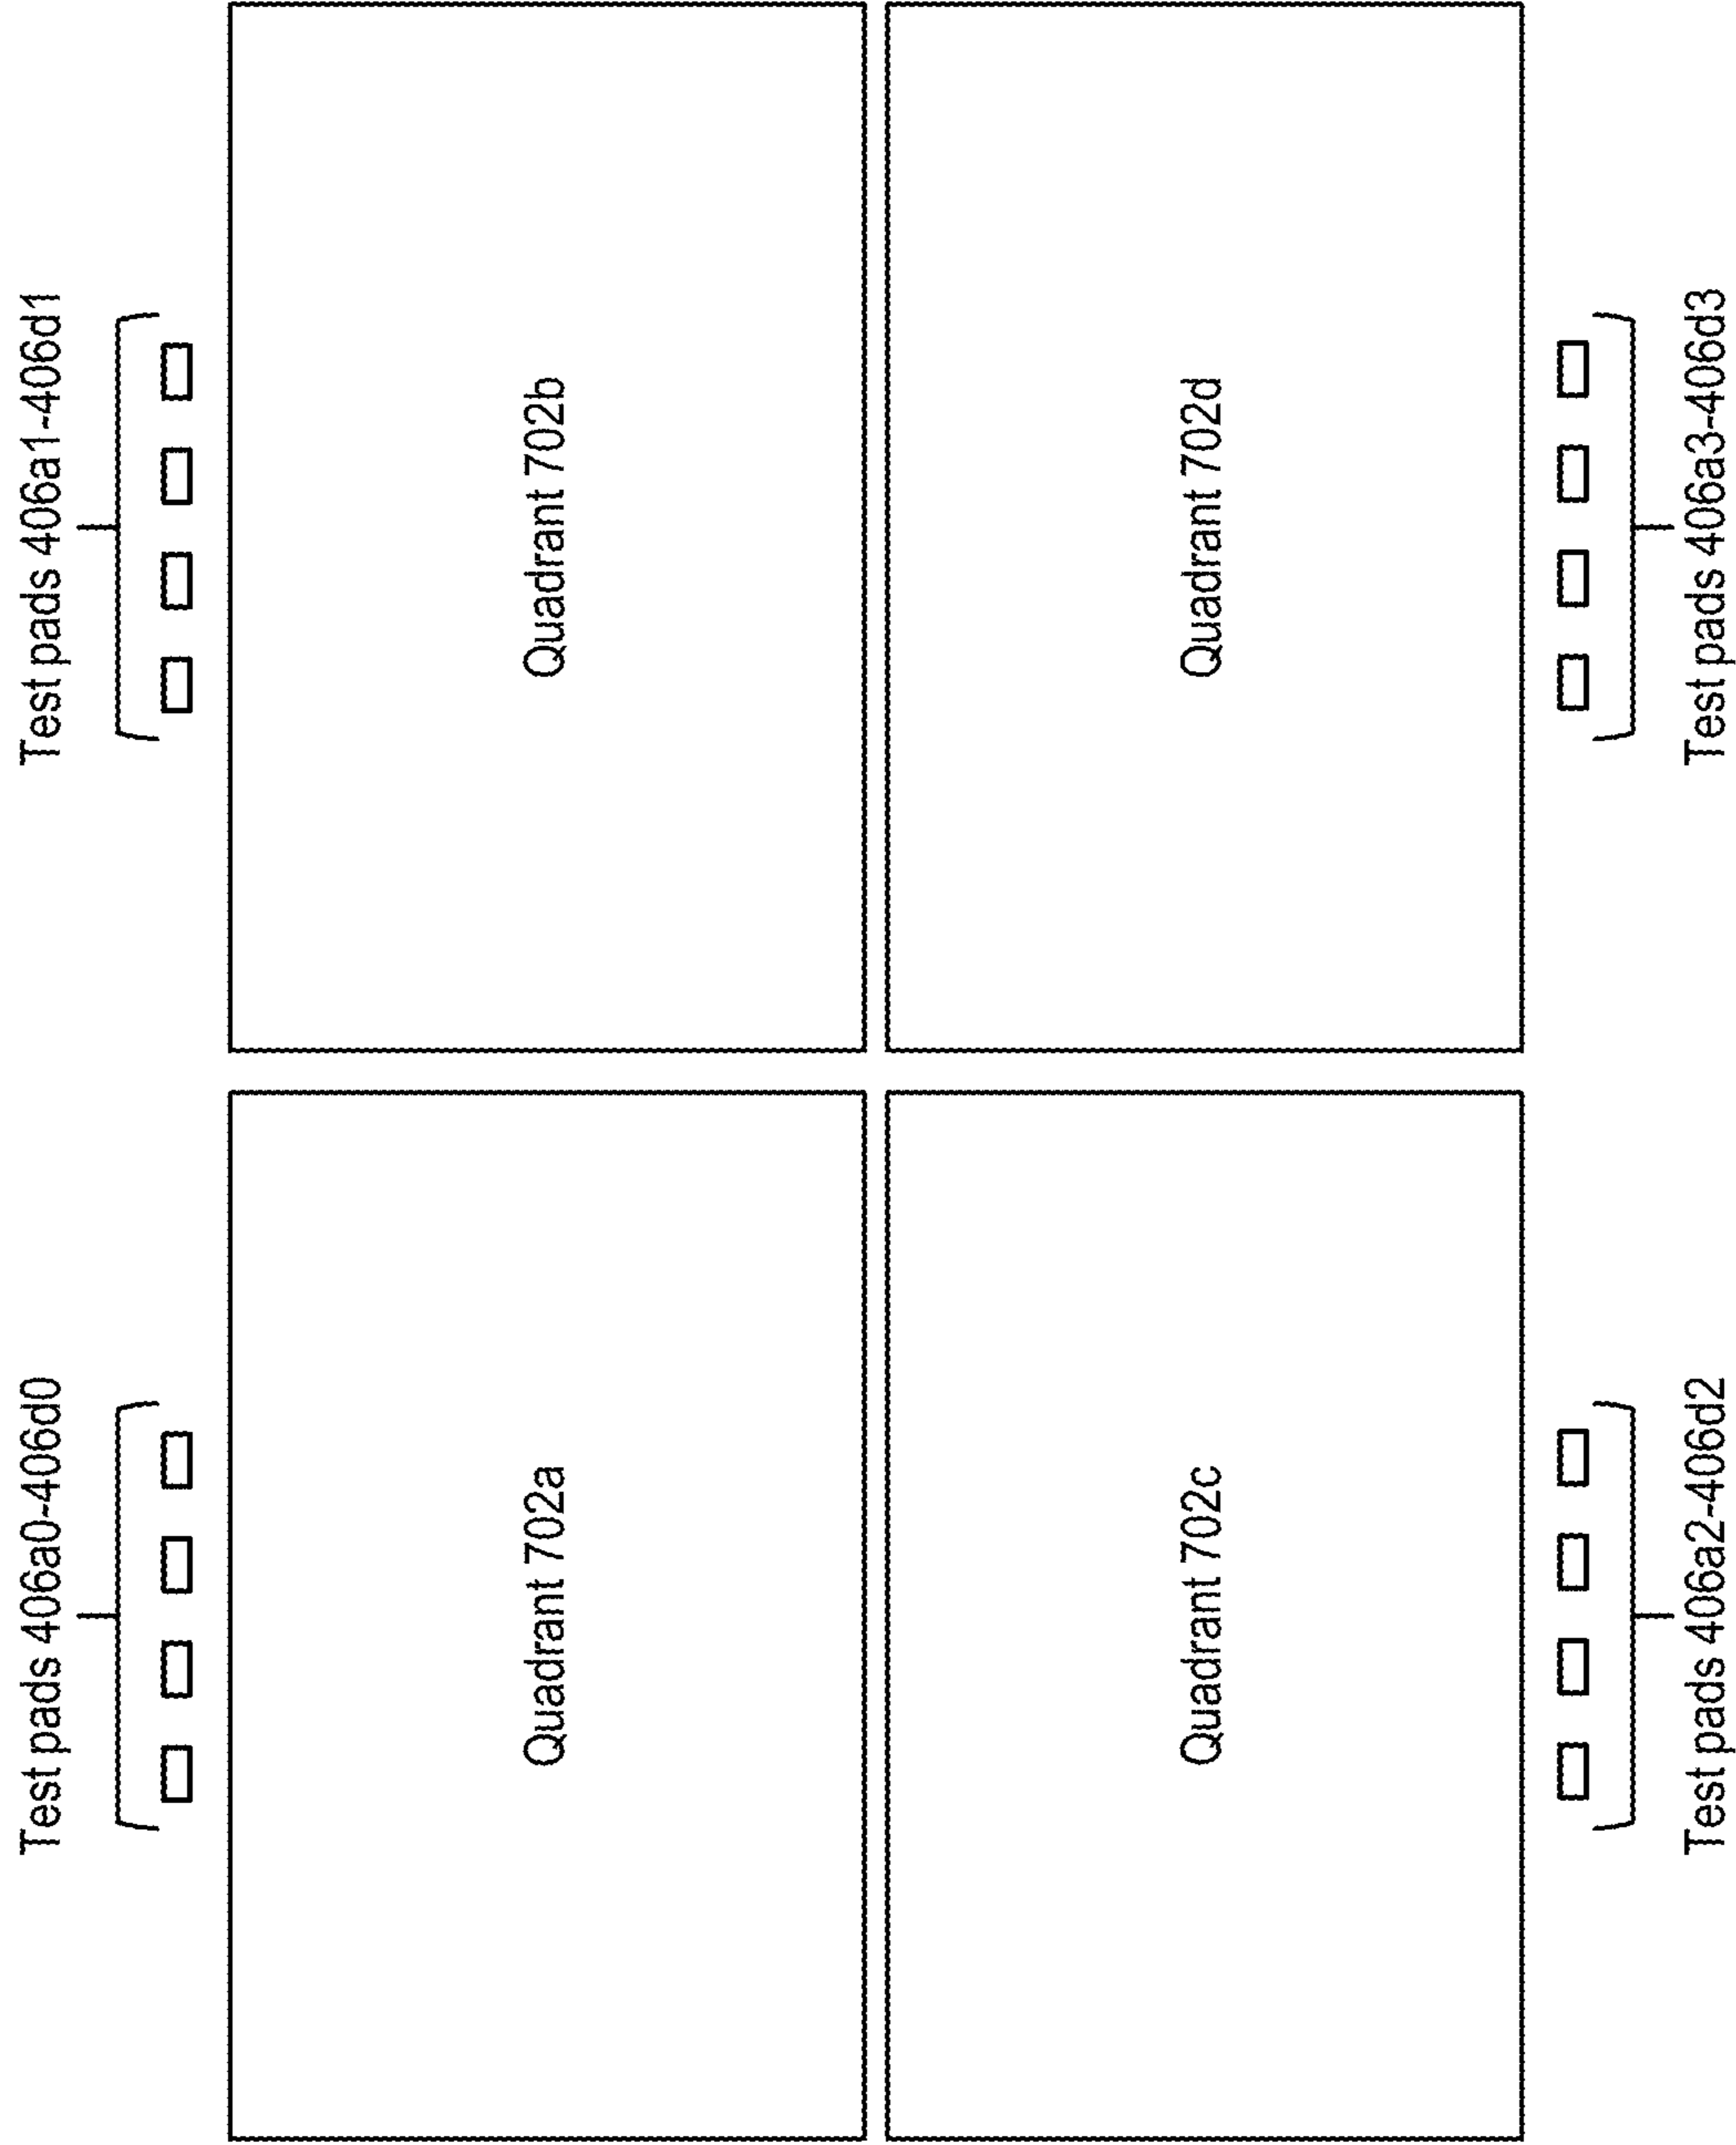 Test pads 406a0-406d0
Test pads 406a1-406d1
Quadrant 702a
Quadrant 702b
Quadrant 702c
Quadrant 702d
Test pads 406a2-406d2
Test pads 406a3-406d3